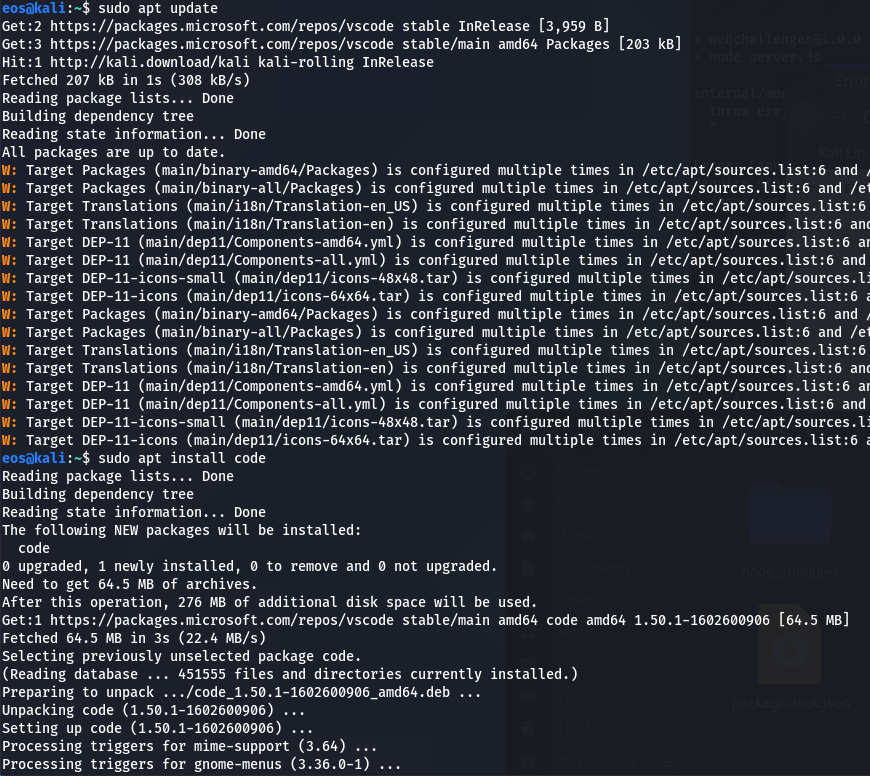 eos@kali:~$ sudo apt update
Get:2 https://packages.microsoft.com/repos/vscode stable InRelease [3,959 B]
Get:3 https://packages.microsoft.com/repos/vscode stable/main amd64 Packages [203 kB]
Hit:1 http://kali.download/kali kali-rolling InRelease
Fetched 207 kB in 1s (308 kB/s)
Reading package lists... Done
Building dependency tree
Reading state information... Done
All packages are up to date.
W: Target Packages (main/binary-amd64/Packages) is configured multiple times in /etc/apt/sources.list:6 and /
W: Target Packages (main/binary-all/Packages) is configured multiple times in /etc/apt/sources.list:6 and /et
W: Target Translations (main/i18n/Translation-en_US) is configured multiple times in /etc/apt/sources.list:6
W: Target Translations (main/i18n/Translation-en) is configured multiple times in /etc/apt/sources.list:6 and
W: Target DEP-11 (main/dep11/Components-amd64.yml) is configured multiple times in /etc/apt/sources.list:6 an
W: Target DEP-11 (main/dep11/Components-all.yml) is configured multiple times in /etc/apt/sources.list:6 and
W: Target DEP-11-icons-small (main/dep11/icons-48x48.tar) is configured multiple times in /etc/apt/sources.li
W: Target DEP-11-icons (main/dep11/icons-64x64.tar) is configured multiple times in /etc/apt/sources.list:6 a
W: Target Packages (main/binary-amd64/Packages) is configured multiple times in /etc/apt/sources.list:6 and /
W: Target Packages (main/binary-all/Packages) is configured multiple times in /etc/apt/sources.list:6 and /et
W: Target Translations (main/i18n/Translation-en_US) is configured multiple times in /etc/apt/sources.list:6
W: Target Translations (main/i18n/Translation-en) is configured multiple times in /etc/apt/sources.list:6 and
W: Target DEP-11 (main/dep11/Components-amd64.yml) is configured multiple times in /etc/apt/sources.list:6 an
W: Target DEP-11 (main/dep11/Components-all.yml) is configured multiple times in /etc/apt/sources.list:6 and
W: Target DEP-11-icons-small (main/dep11/icons-48x48.tar) is configured multiple times in /etc/apt/sources.li
W: Target DEP-11-icons (main/dep11/icons-64x64.tar) is configured multiple times in /etc/apt/sources.list:6 a
eos@kali:~$ sudo apt install code
Reading package lists... Done
Building dependency tree
Reading state information... Done
The following NEW packages will be installed:
  code
0 upgraded, 1 newly installed, 0 to remove and 0 not upgraded.
Need to get 64.5 MB of archives.
After this operation, 276 MB of additional disk space will be used.
Get:1 https://packages.microsoft.com/repos/vscode stable/main amd64 code amd64 1.50.1-1602600906 [64.5 MB]
Fetched 64.5 MB in 3s (22.4 MB/s)
Selecting previously unselected package code.
(Reading database ... 451555 files and directories currently installed.)
Preparing to unpack .../code_1.50.1-1602600906_amd64.deb ...
Unpacking code (1.50.1-1602600906) ...
Setting up code (1.50.1-1602600906) ...
Processing triggers for mime-support (3.64) ...
Processing triggers for gnome-menus (3.36.0-1) ...
> webchallenges@1.0.0
> node server.js
Error
internal/mod
throw err
Kali Lin
node_modules
package-lock.json